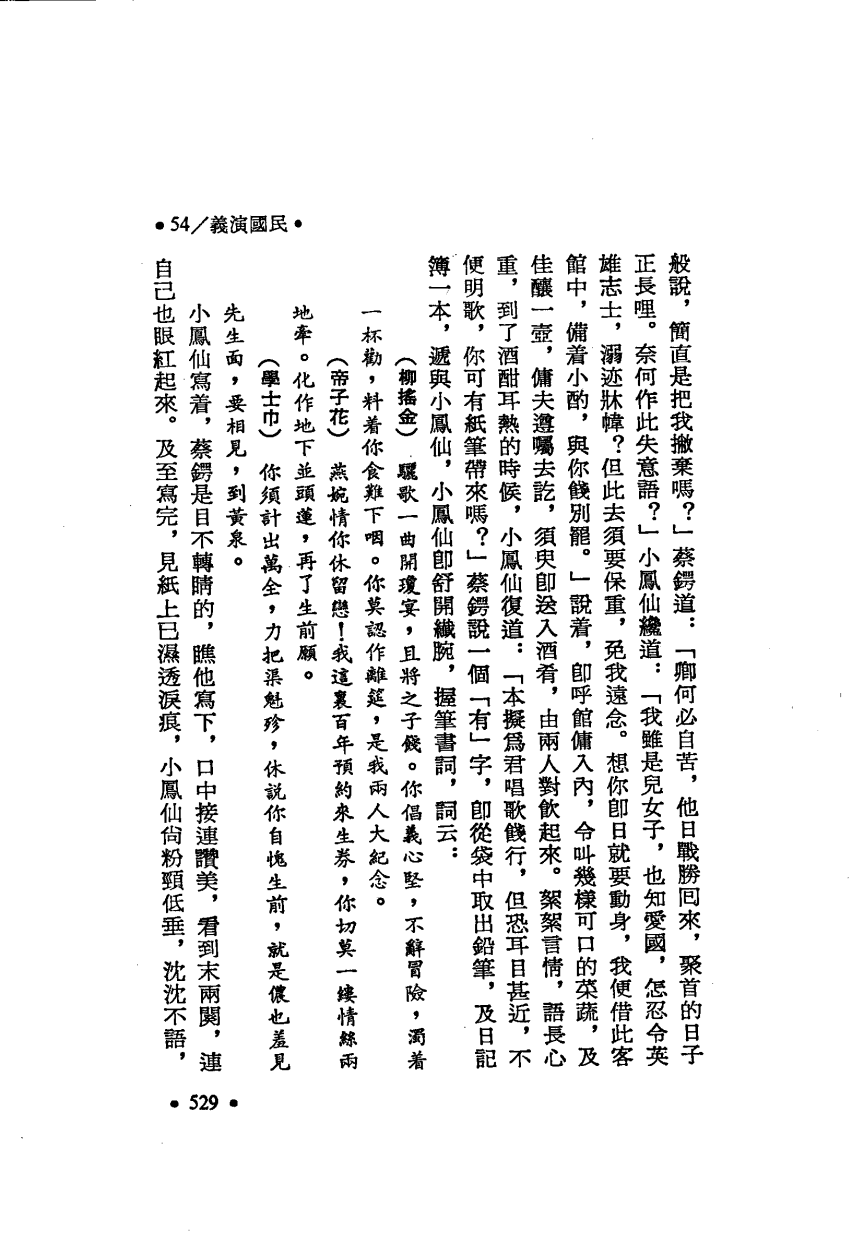 •民國演義/54•
般說，簡直是把我撇棄嗎？」蔡鍔道：「卿何必自苦，他日戰勝囘來，聚首的日子
正長哩。奈何作此失意語？」小鳳仙纔道：「我雖是兒女子，也知愛國，怎忍令英
雄志士，溺迹牀幃？但此去須要保重，免我遠念。想你卽日就要動身，我便借此客
館中，備着小酌，與你餞別罷。」說着，卽呼館傭入內，令叫幾樣可口的菜蔬，及
佳釀一壺，傭夫遵囑去訖，須臾卽送入酒肴，由兩人對飲起來。絮絮言情，語長心
重，到了酒酣耳熱的時候，小鳳仙復道：「本擬爲君唱歌餞行，但恐耳目甚近，不
便明歌，你可有紙筆帶來嗎？」蔡鍔說一個「有」字，卽從袋中取出鉛筆，及日記
簿一本，遞與小鳳仙，小鳳仙卽舒開纖腕，握筆書詞，詞云：
（柳搖金）驪歌一曲開瓊宴，且將之子餞。你倡義心堅，不辭冒險，濁着
一杯勸，料着你食難下咽。你莫認作離筵，是我兩人大紀念。
（帝子花）燕婉情你休留戀！我這裏百年預約來生券，你切莫一縷情絲兩
地牽。化作地下並頭蓮，再了生前願。
（學士巾）你須計出萬全，力把渠魁殄，休說你自愧生前，就是儂也羞見
先生面，要相見，到黃泉。
小鳳仙寫着，蔡鍔是目不轉睛的，瞧他寫下，口中接連讚美，看到末兩闋，連
自己也眼紅起來。及至寫完，見紙上已濕透淚痕，小鳳仙尙粉頸低垂，沈沈不語，
•529•